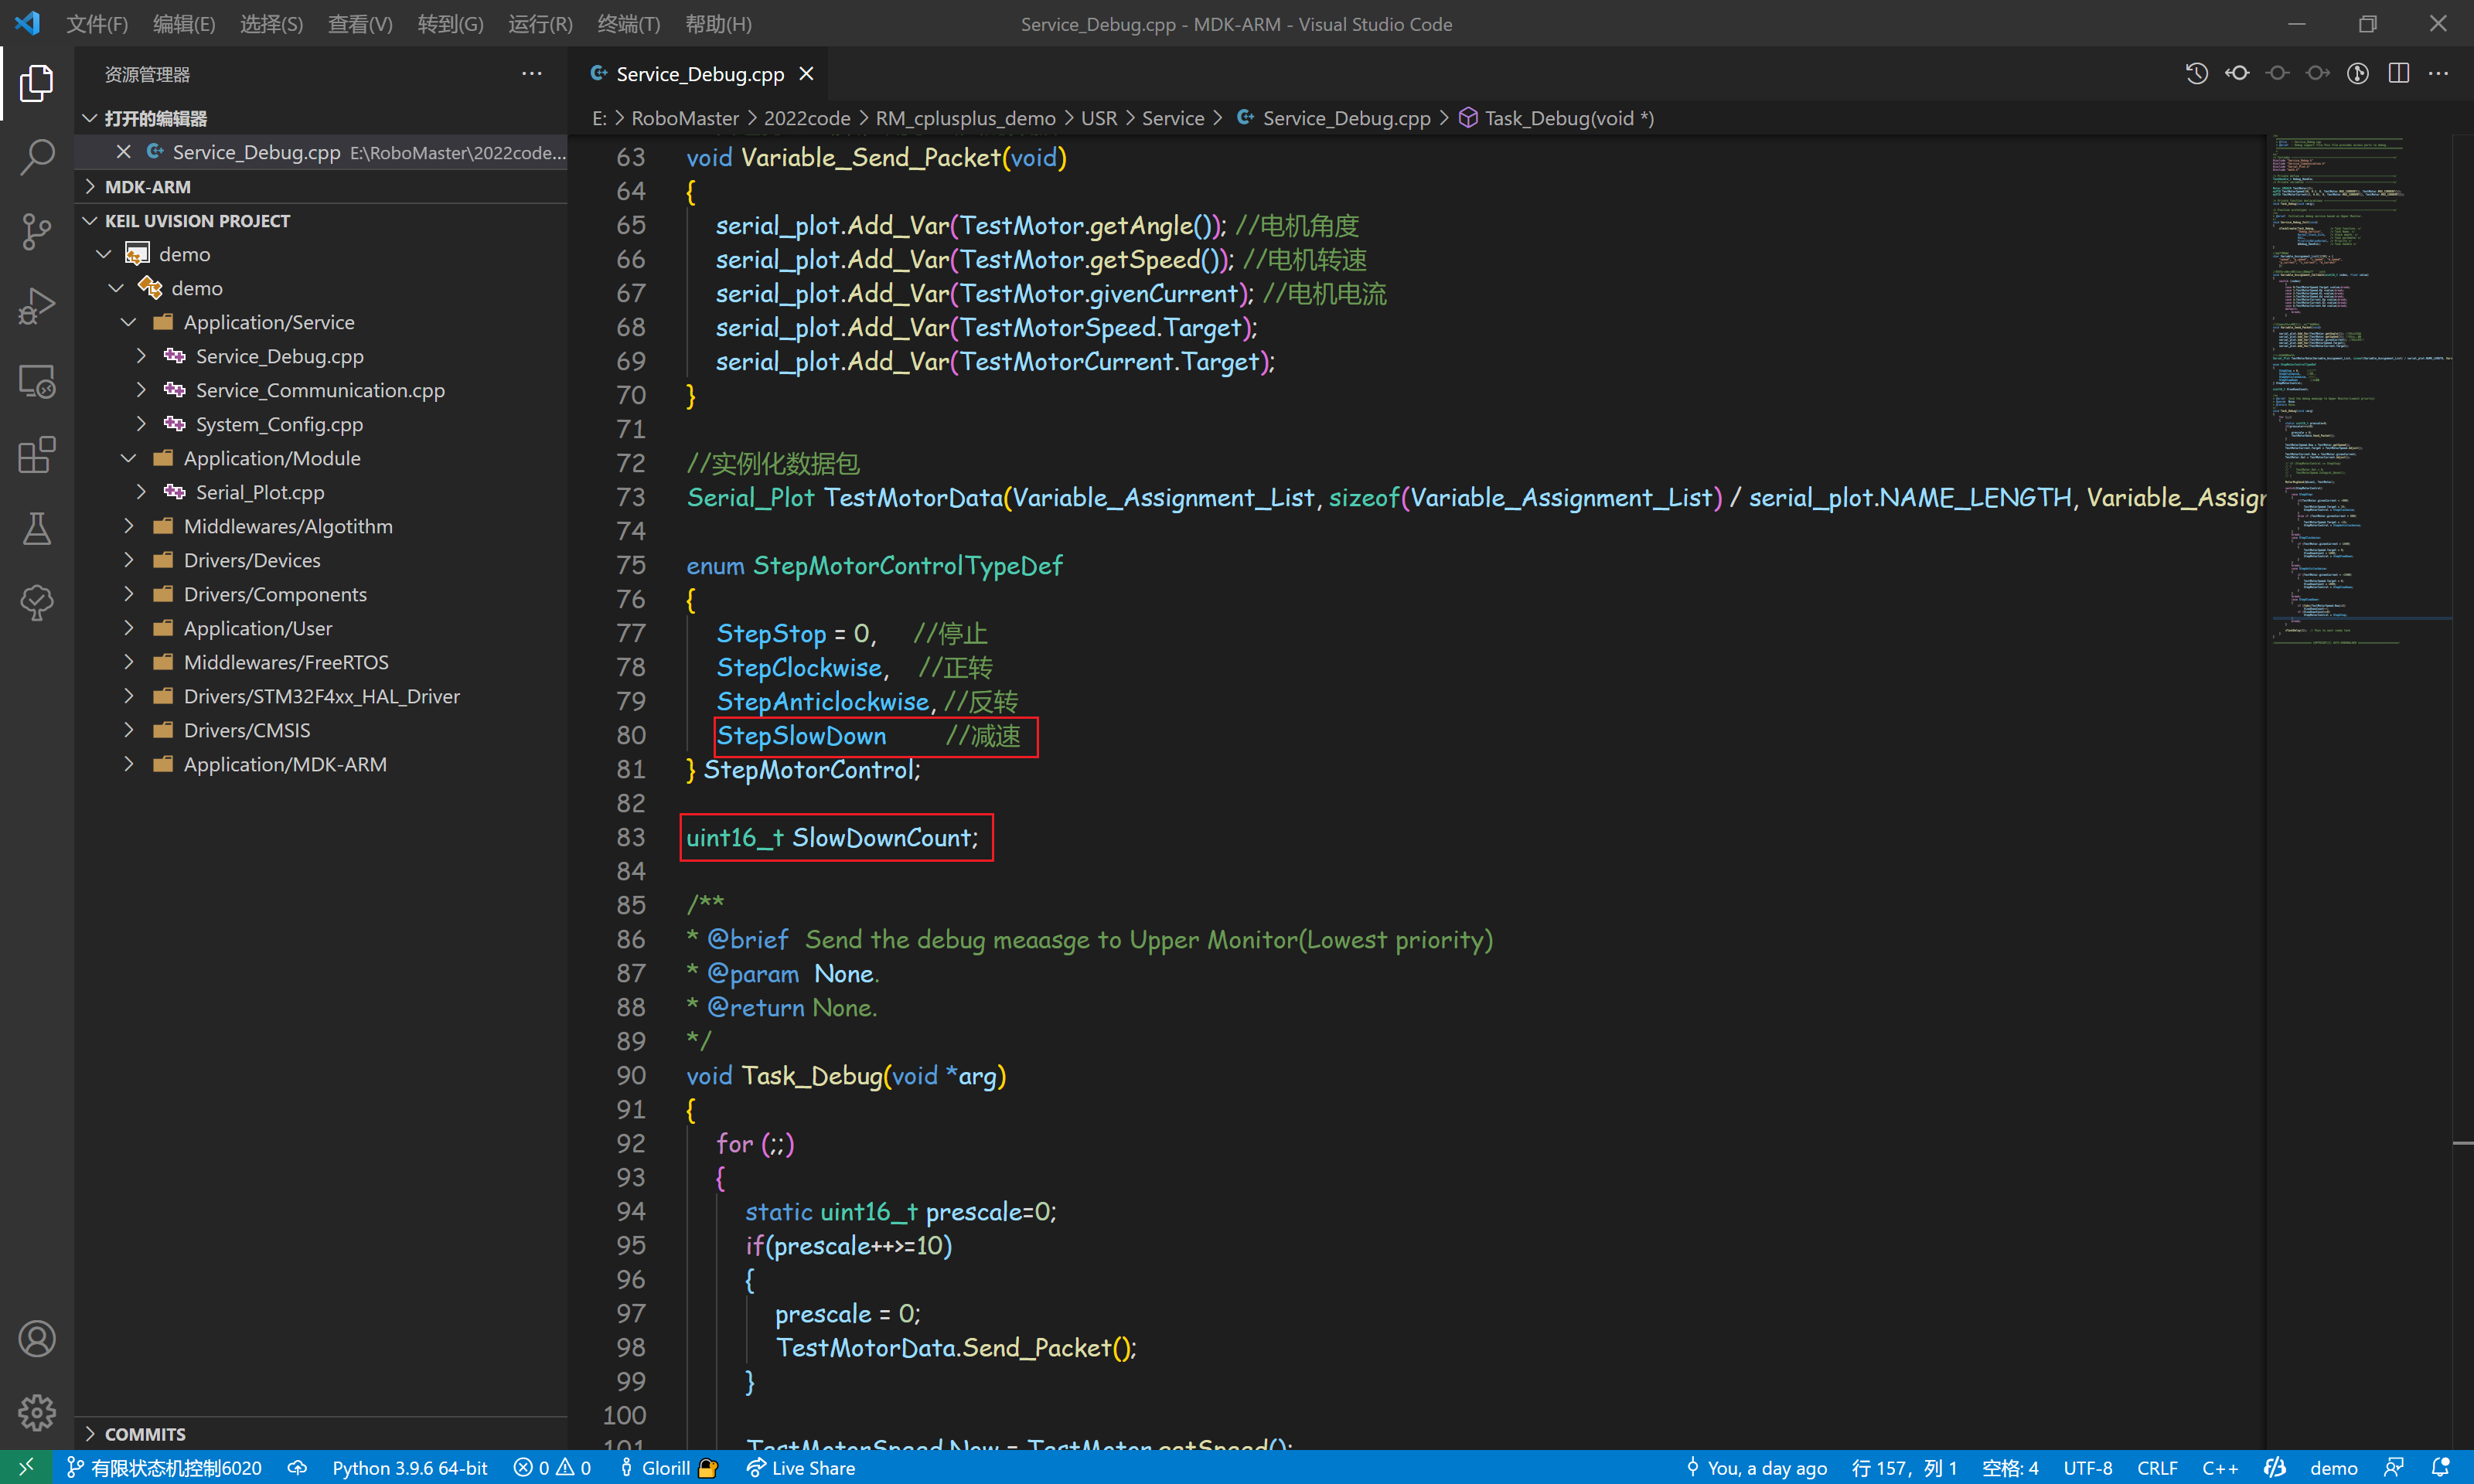 文件(F) 编辑(E) 选择(S) 查看(V) 转到(G) 运行(R) 终端(T) 帮助(H) Service_Debug.cpp - MDK-ARM - Visual Studio Code
资源管理器
Service_Debug.cpp
打开的编辑器
Service_Debug.cpp E:\RoboMaster\2022code...
MDK-ARM
KEIL UVISION PROJECT
demo
demo
Application/Service
Service_Debug.cpp
Service_Communication.cpp
System_Config.cpp
Application/Module
Serial_Plot.cpp
Middlewares/Algotithm
Drivers/Devices
Drivers/Components
Application/User
Middlewares/FreeRTOS
Drivers/STM32F4xx_HAL_Driver
Drivers/CMSIS
Application/MDK-ARM
COMMITS
E: > RoboMaster > 2022code > RM_cplusplus_demo > USR > Service > Service_Debug.cpp > Task_Debug(void *)
63 void Variable_Send_Packet(void)
64 {
65 serial_plot.Add_Var(TestMotor.getAngle()); //电机角度
66 serial_plot.Add_Var(TestMotor.getSpeed()); //电机转速
67 serial_plot.Add_Var(TestMotor.givenCurrent); //电机电流
68 serial_plot.Add_Var(TestMotorSpeed.Target);
69 serial_plot.Add_Var(TestMotorCurrent.Target);
70 }
71
72 //实例化数据包
73 Serial_Plot TestMotorData(Variable_Assignment_List, sizeof(Variable_Assignment_List) / serial_plot.NAME_LENGTH, Variable_Assign
74
75 enum StepMotorControlTypeDef
76 {
77 StepStop = 0, //停止
78 StepClockwise, //正转
79 StepAnticlockwise, //反转
80 StepSlowDown //减速
81 } StepMotorControl;
82
83 uint16_t SlowDownCount;
84
85 /**
86 * @brief Send the debug meaasge to Upper Monitor(Lowest priority)
87 * @param None.
88 * @return None.
89 */
90 void Task_Debug(void *arg)
91 {
92 for (;;)
93 {
94 static uint16_t prescale=0;
95 if(prescale++>=10)
96 {
97 prescale = 0;
98 TestMotorData.Send_Packet();
99 }
100
101 TestMotorSpeed.Now = TestMotor.getSpeed();
有限状态机控制6020 Python 3.9.6 64-bit 0 0 Glorill Live Share You, a day ago 行 157, 列 1 空格: 4 UTF-8 CRLF C++ demo